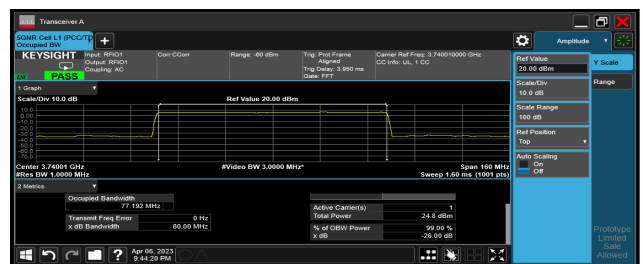 Transceiver A
5GNR Cell L1 (PCC/TD
Occupied BW
Amplitude
KEYSIGHT
Input: RFIO1
Output: RFIO1
Coupling: AC
Corr CCorr
Range: -60 dBm
Trig: Prot Frame
Aligned
Trig Delay: 3.950 ms
Gate: FFT
Carrier Ref Freq: 3.740010000 GHz
CC Info: UL, 1 CC
PASS
Ref Value
20.00 dBm
Y Scale
1 Graph
Scale/Div 10.0 dB
Ref Value 20.00 dBm
Scale/Div
10.0 dB
Range
10.0
0.00
-10.0
-20.0
-30.0
-40.0
-50.0
-60.0
-70.0
Scale Range
100 dB
Ref Position
Top
Auto Scaling
On
Off
Center 3.74001 GHz
#Res BW 1.0000 MHz
#Video BW 3.0000 MHz*
Span 160 MHz
Sweep 1.60 ms (1001 pts)
2 Metrics
Occupied Bandwidth
77.192 MHz
Transmit Freq Error
0 Hz
x dB Bandwidth
80.00 MHz
Active Carrier(s)
1
Total Power
24.8 dBm
% of OBW Power
99.00 %
x dB
-26.00 dB
Prototype
Limited
Sale
Allowed
Apr 06, 2023
9:44:20 PM